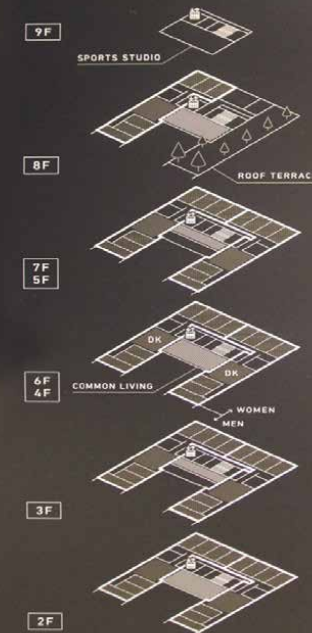 9F
SPORTS STUDIO
8F
ROOF TERRAC
7F
5F
DK
6F
4F
COMMON LIVING
DK
WOMEN
MEN
3F
2F